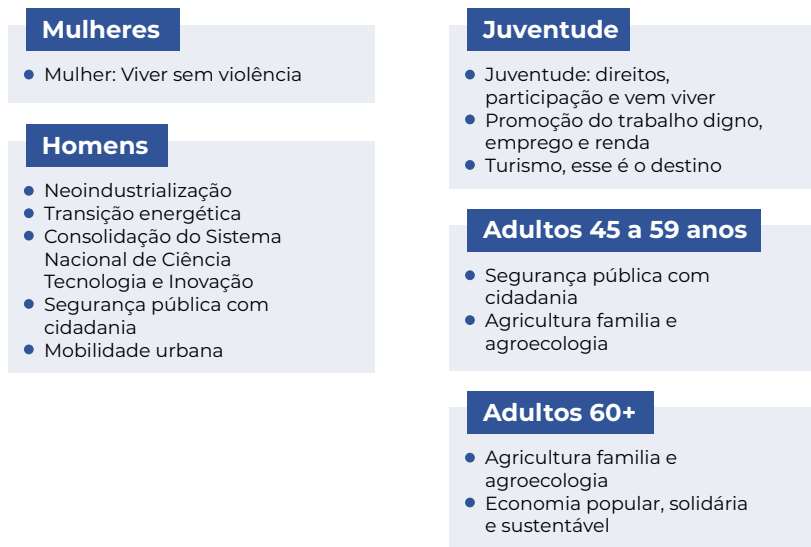 Mulheres
Mulher: Viver sem violência
Homens
Neoindustrialização
Transição energética
Consolidação do Sistema
Nacional de Ciência
Tecnologia e Inovação
Segurança pública com
cidadania
Mobilidade urbana
Juventude
Juventude: direitos,
participação e vem viver
Promoção do trabalho digno,
emprego e renda
Turismo, esse é o destino
Adultos 45 a 59 anos
Segurança pública com
cidadania
Agricultura familia e
agroecologia
Adultos 60+
Agricultura familia e
agroecologia
Economia popular, solidária
e sustentável